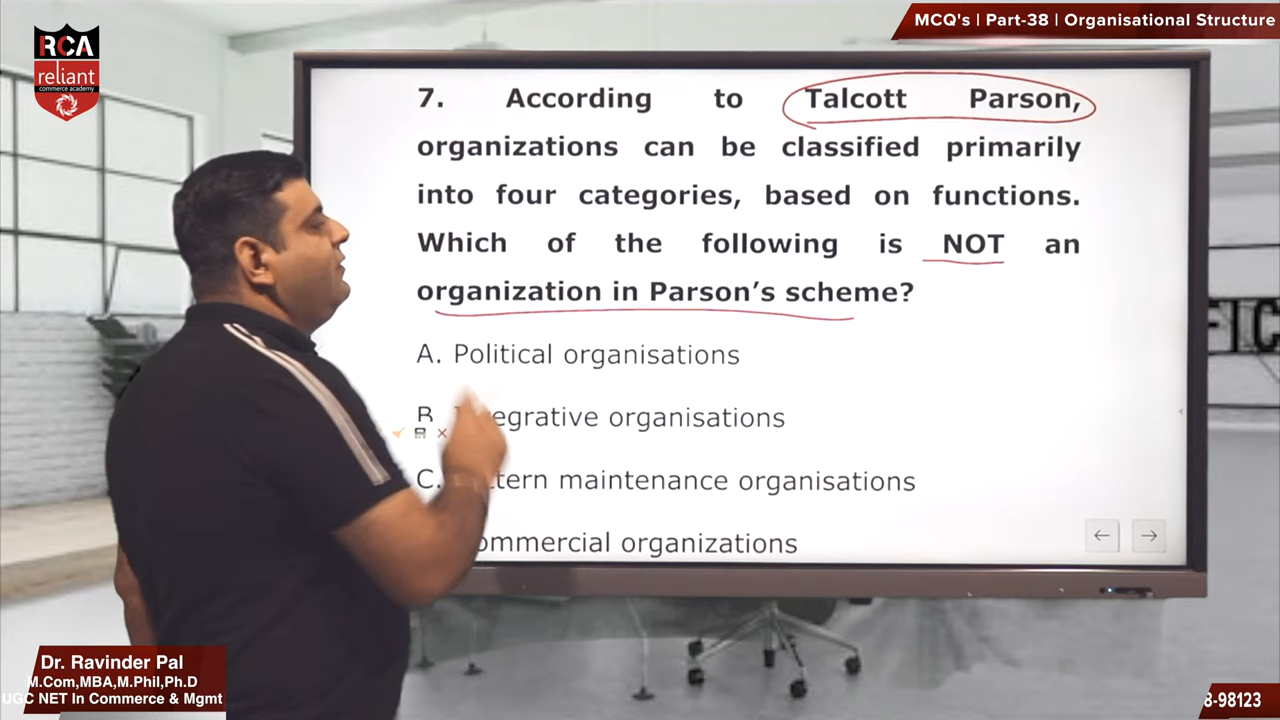 MCQ's | Part-38 | Organisational Structure
RCA
reliant
commerce academy
7. According to Talcott Parson,
organizations can be classified primarily
into four categories, based on functions.
Which of the following is NOT an
organization in Parson's scheme?
A. Political organisations
B. tegrative organisations
C. ttern maintenance organisations
ommercial organizations
Dr. Ravinder Pal
M.Com,MBA,M.Phil,Ph.D
UGC NET In Commerce & Mgmt
8-98123